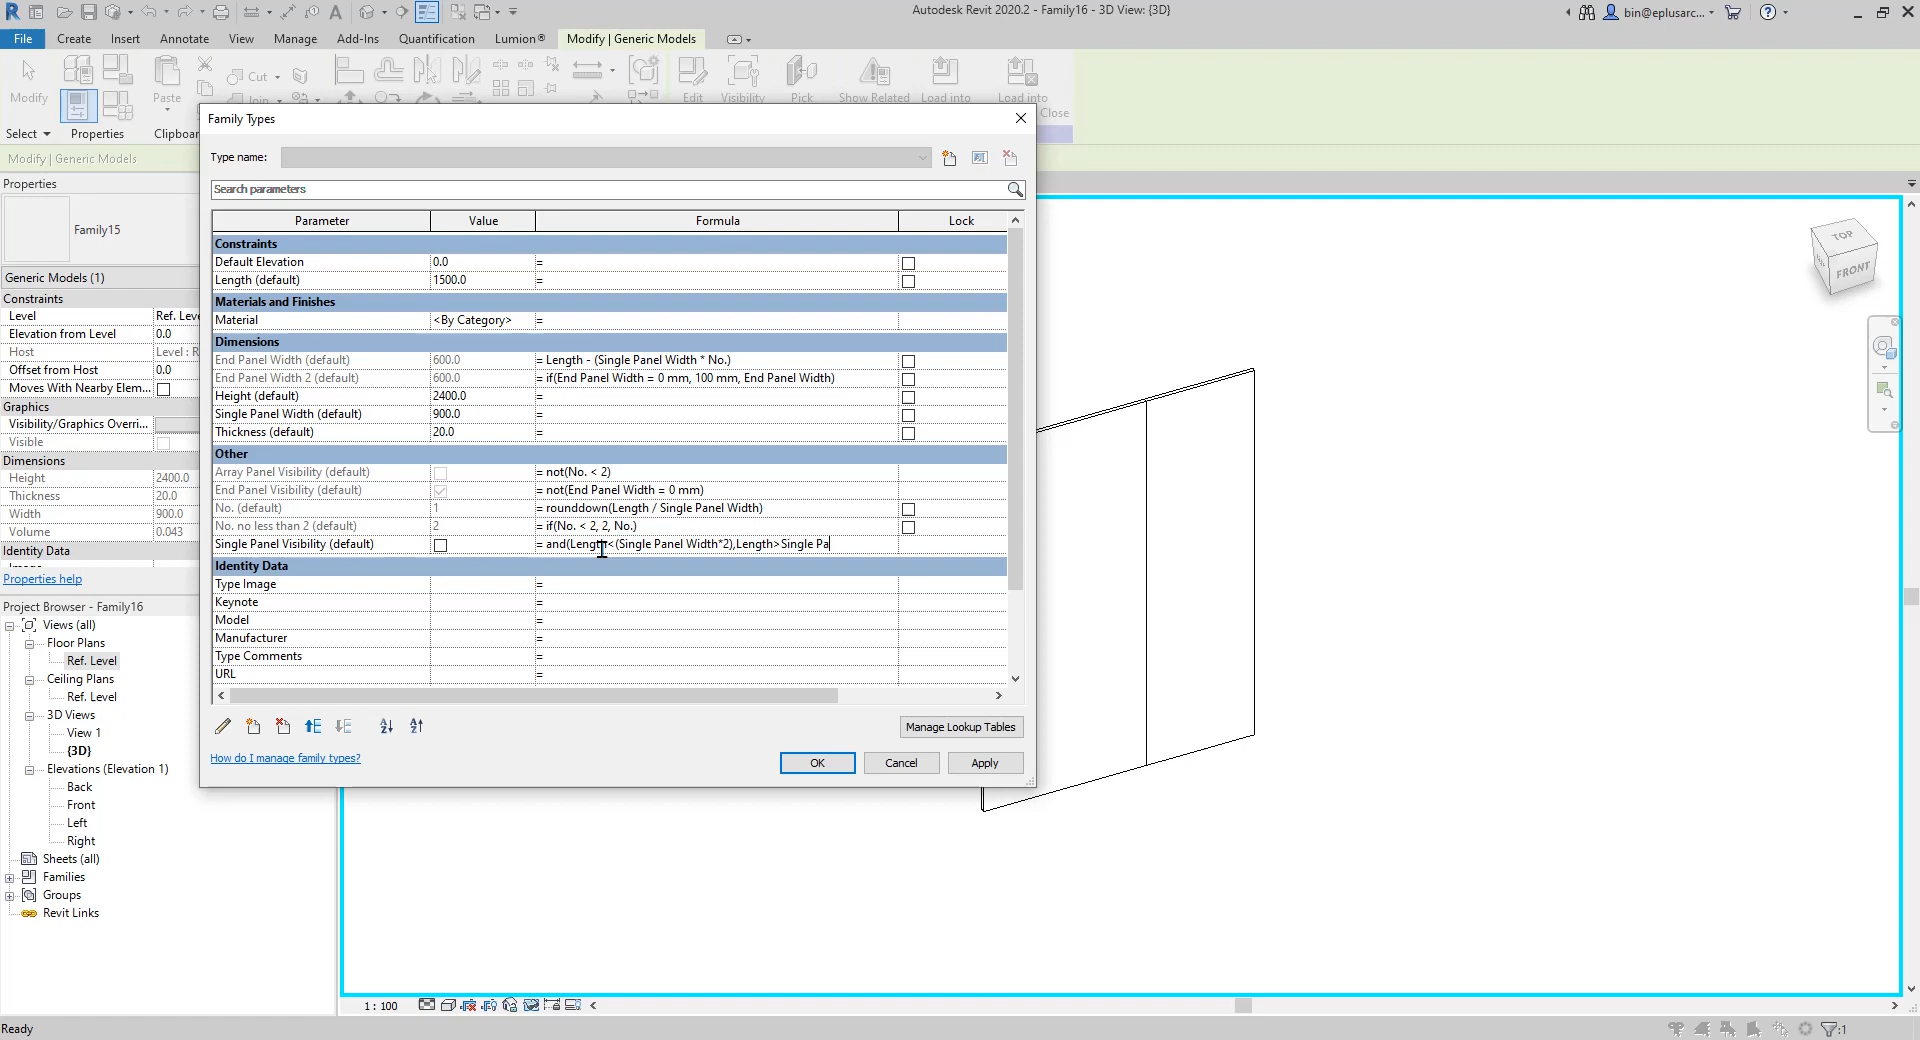 Autodesk Revit 2020.2 - Family16 - 3D View: {3D}
bin@eplusarc...
File Create Insert Annotate View Manage Add-Ins Quantification Lumion® Modify | Generic Models
Modify
Paste
Cut
Join
Edit
Visibility
Pick
Show Related
Load into
Load into
Close
Select
Properties
Clipboar
Modify | Generic Models
Properties
Family15
Generic Models (1)
Constraints
Level Ref. Leve
Elevation from Level 0.0
Host Level : R
Offset from Host 0.0
Moves With Nearby Elem...
Graphics
Visibility/Graphics Overri...
Visible
Dimensions
Height 2400.0
Thickness 20.0
Width 900.0
Volume 0.043
Identity Data
Properties help
Project Browser - Family16
Views (all)
Floor Plans
Ref. Level
Ceiling Plans
Ref. Level
3D Views
View 1
{3D}
Elevations (Elevation 1)
Back
Front
Left
Right
Sheets (all)
Families
Groups
Revit Links
Family Types
Type name:
Search parameters
Parameter Value Formula Lock
Constraints
Default Elevation 0.0 =
Length (default) 1500.0 =
Materials and Finishes
Material <By Category> =
Dimensions
End Panel Width (default) 600.0 = Length - (Single Panel Width * No.)
End Panel Width 2 (default) 600.0 = if(End Panel Width = 0 mm, 100 mm, End Panel Width)
Height (default) 2400.0 =
Single Panel Width (default) 900.0 =
Thickness (default) 20.0 =
Other
Array Panel Visibility (default) = not(No. < 2)
End Panel Visibility (default) = not(End Panel Width = 0 mm)
No. (default) 1 = rounddown(Length / Single Panel Width)
No. no less than 2 (default) 2 = if(No. < 2, 2, No.)
Single Panel Visibility (default) = and(Length<(Single Panel Width*2),Length>Single Pa
Identity Data
Type Image =
Keynote =
Model =
Manufacturer =
Type Comments =
URL =
Manage Lookup Tables
How do I manage family types?
OK Cancel Apply
TOP
FRONT
1 : 100
Ready
:1